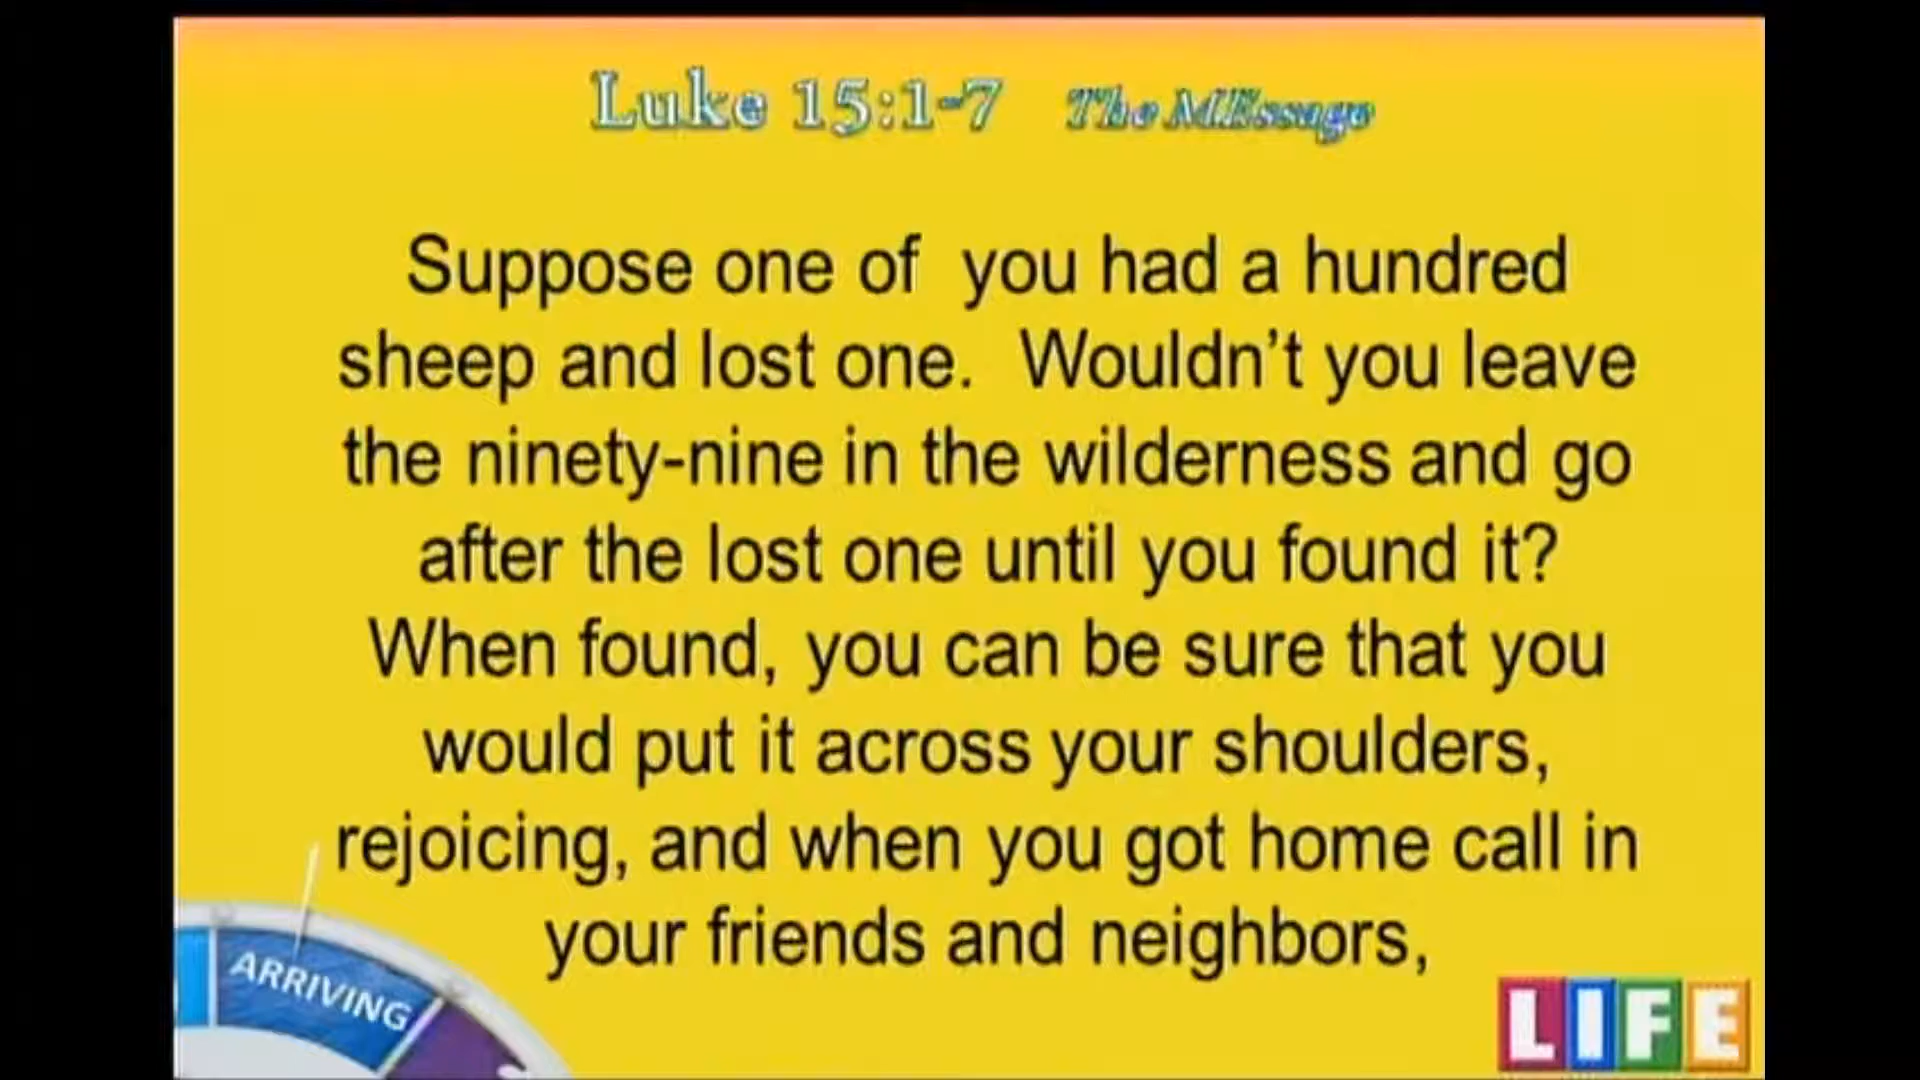 Luke 15:1-7 The MEssage
Suppose one of you had a hundred
sheep and lost one. Wouldn't you leave
the ninety-nine in the wilderness and go
after the lost one until you found it?
When found, you can be sure that you
would put it across your shoulders,
rejoicing, and when you got home call in
your friends and neighbors,
ARRIVING
LIFE